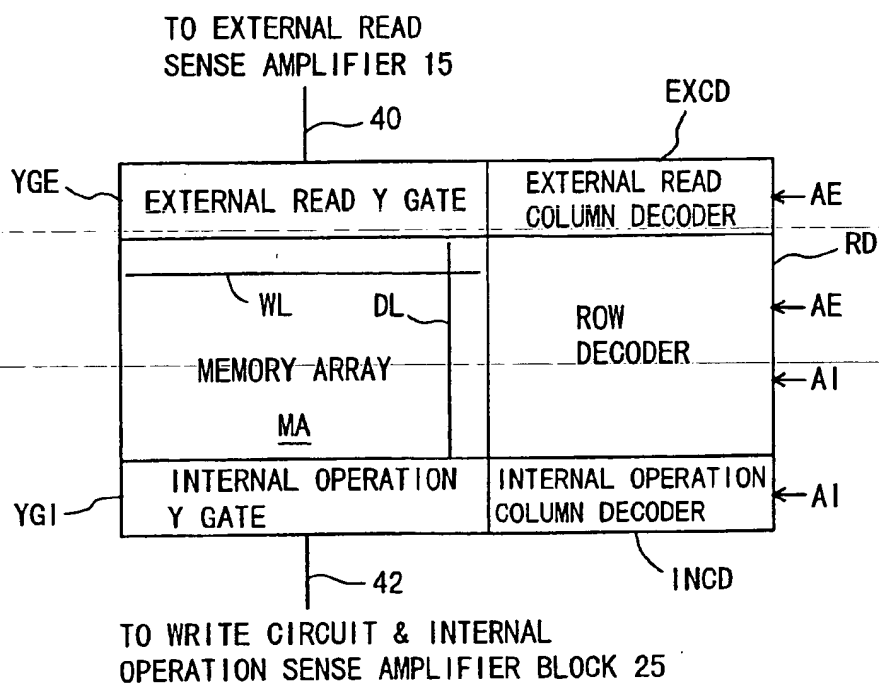 TO EXTERNAL READ
SENSE AMPLIFIER 15
40
EXCD
YGE
EXTERNAL READ Y GATE
EXTERNAL READ
COLUMN DECODER
AE
RD
WL
DL
ROW
DECODER
AE
MEMORY ARRAY
AI
MA
YGI
INTERNAL OPERATION
Y GATE
INTERNAL OPERATION
COLUMN DECODER
AI
42
INCD
TO WRITE CIRCUIT & INTERNAL
OPERATION SENSE AMPLIFIER BLOCK 25